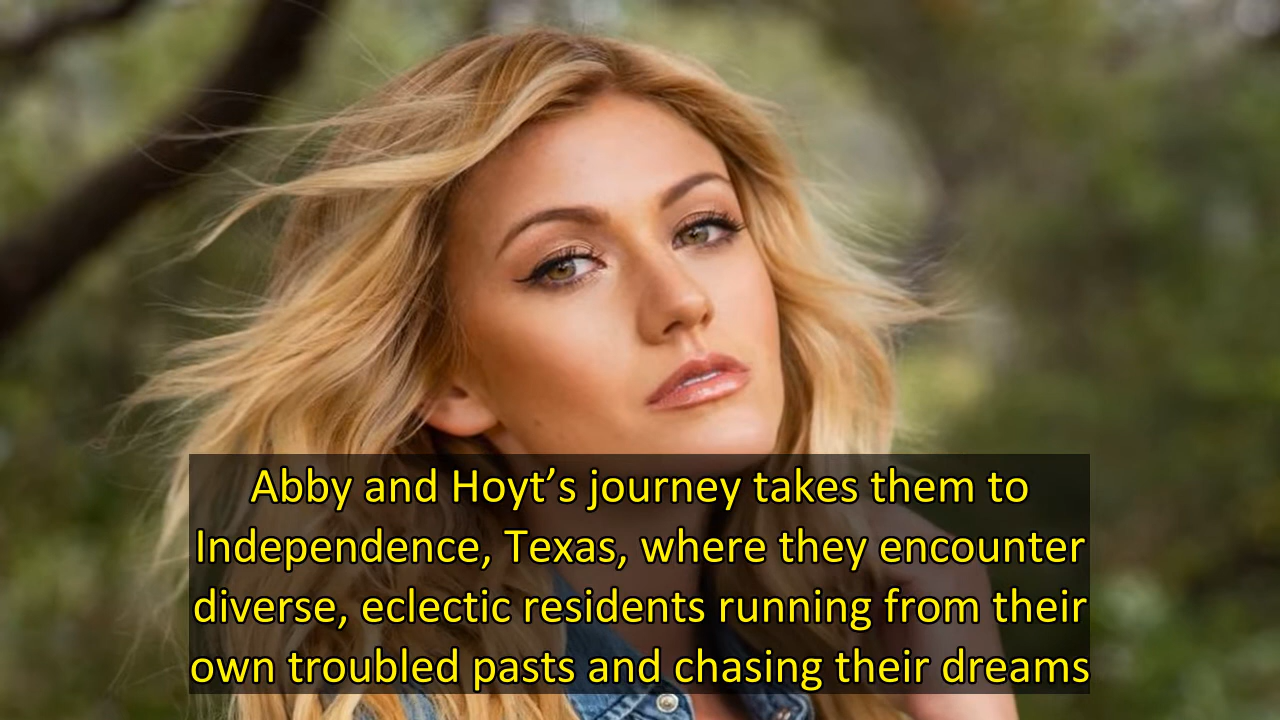 Abby and Hoyt’s journey takes them to
Independence, Texas, where they encounter
diverse, eclectic residents running from their
own troubled pasts and chasing their dreams